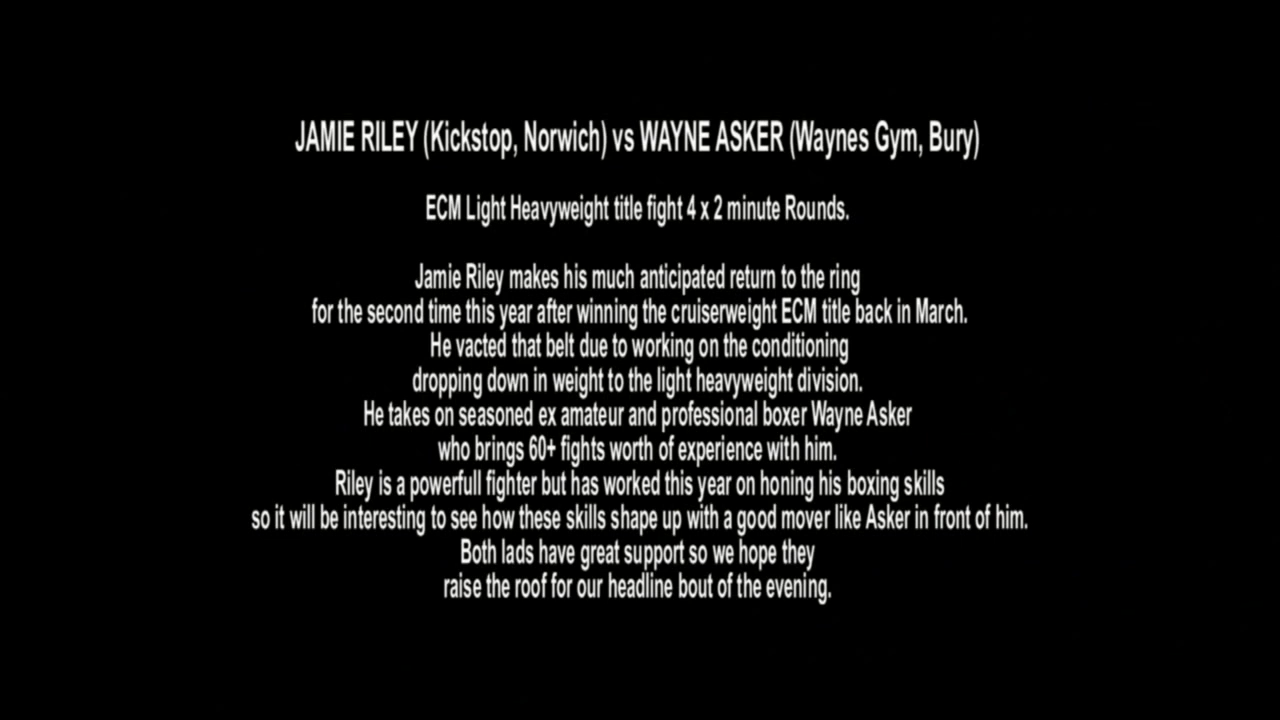 JAMIE RILEY (Kickstop, Norwich) vs WAYNE ASKER (Waynes Gym, Bury)
ECM Light Heavyweight title fight 4 x 2 minute Rounds.
Jamie Riley makes his much anticipated return to the ring
for the second time this year after winning the cruiserweight ECM title back in March.
He vacted that belt due to working on the conditioning
dropping down in weight to the light heavyweight division.
He takes on seasoned ex amateur and professional boxer Wayne Asker
who brings 60+ fights worth of experience with him.
Riley is a powerfull fighter but has worked this year on honing his boxing skills
so it will be interesting to see how these skills shape up with a good mover like Asker in front of him.
Both lads have great support so we hope they
raise the roof for our headline bout of the evening.